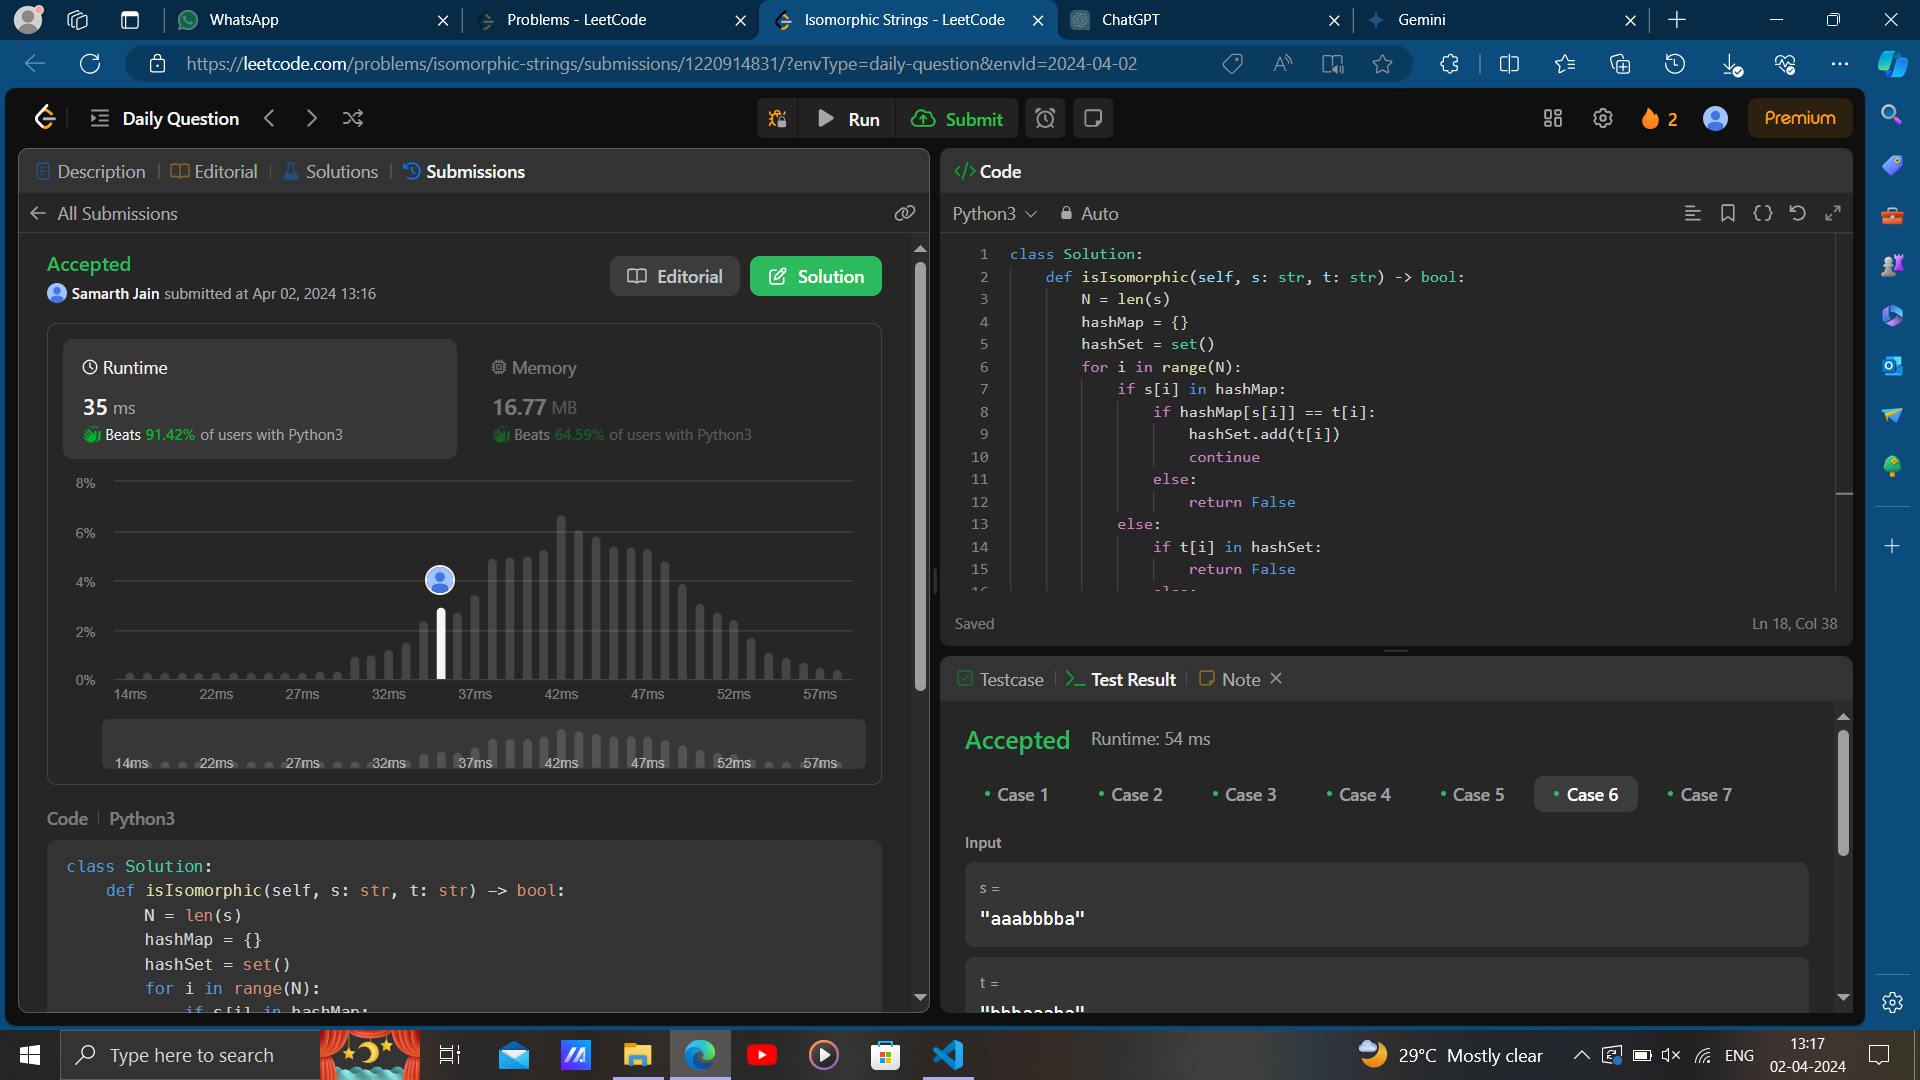 WhatsApp
Problems - LeetCode
Isomorphic Strings - LeetCode
ChatGPT
Gemini
https://leetcode.com/problems/isomorphic-strings/submissions/1220914831/?envType=daily-question&envId=2024-04-02
Daily Question
Run
Submit
2
Premium
Description
Editorial
Solutions
Submissions
All Submissions
Accepted
Samarth Jain submitted at Apr 02, 2024 13:16
Editorial
Solution
Runtime
35 ms
Beats 91.42% of users with Python3
Memory
16.77 MB
Beats 64.59% of users with Python3
8%
6%
4%
2%
0%
14ms 22ms 27ms 32ms 37ms 42ms 47ms 52ms 57ms
14ms 22ms 27ms 32ms 37ms 42ms 47ms 52ms 57ms
Code Python3
class Solution:
def isIsomorphic(self, s: str, t: str) -> bool:
N = len(s)
hashMap = {}
hashSet = set()
for i in range(N):
if s[i] in hashMap:
</> Code
Python3
Auto
1 class Solution:
2 def isIsomorphic(self, s: str, t: str) -> bool:
3 N = len(s)
4 hashMap = {}
5 hashSet = set()
6 for i in range(N):
7 if s[i] in hashMap:
8 if hashMap[s[i]] == t[i]:
9 hashSet.add(t[i])
10 continue
11 else:
12 return False
13 else:
14 if t[i] in hashSet:
15 return False
16 else:
Saved
Ln 18, Col 38
Testcase
Test Result
Note
Accepted
Runtime: 54 ms
Case 1
Case 2
Case 3
Case 4
Case 5
Case 6
Case 7
Input
s =
"aaabbbba"
t =
Type here to search
29°C Mostly clear
ENG
13:17
02-04-2024